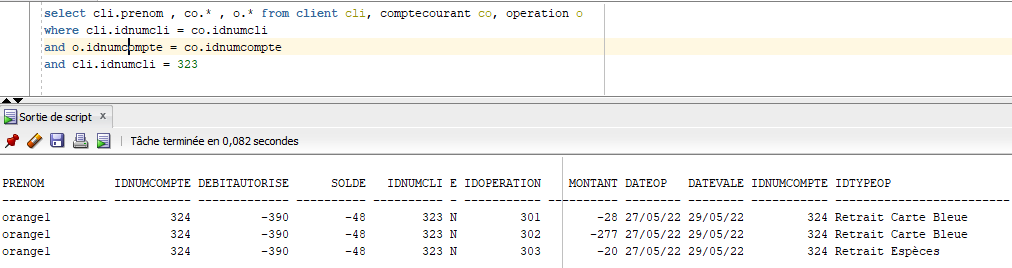 select cli.prenom , co.* , o.* from client cli, comptecourant co, operation o
where cli.idnumcli = co.idnumcli
and o.idnumcompte = co.idnumcompte
and cli.idnumcli = 323
Sortie de script x
Tâche terminée en 0,082 secondes
PRENOM IDNUMCOMPTE DEBITAUTORISE SOLDE IDNUMCLI E IDOPERATION MONTANT DATEOP DATEVALE IDNUMCOMPTE IDTYPEOP
orange1 324 -390 -48 323 N 301 -28 27/05/22 29/05/22 324 Retrait Carte Bleue
orange1 324 -390 -48 323 N 302 -277 27/05/22 29/05/22 324 Retrait Carte Bleue
orange1 324 -390 -48 323 N 303 -20 27/05/22 29/05/22 324 Retrait Espèces